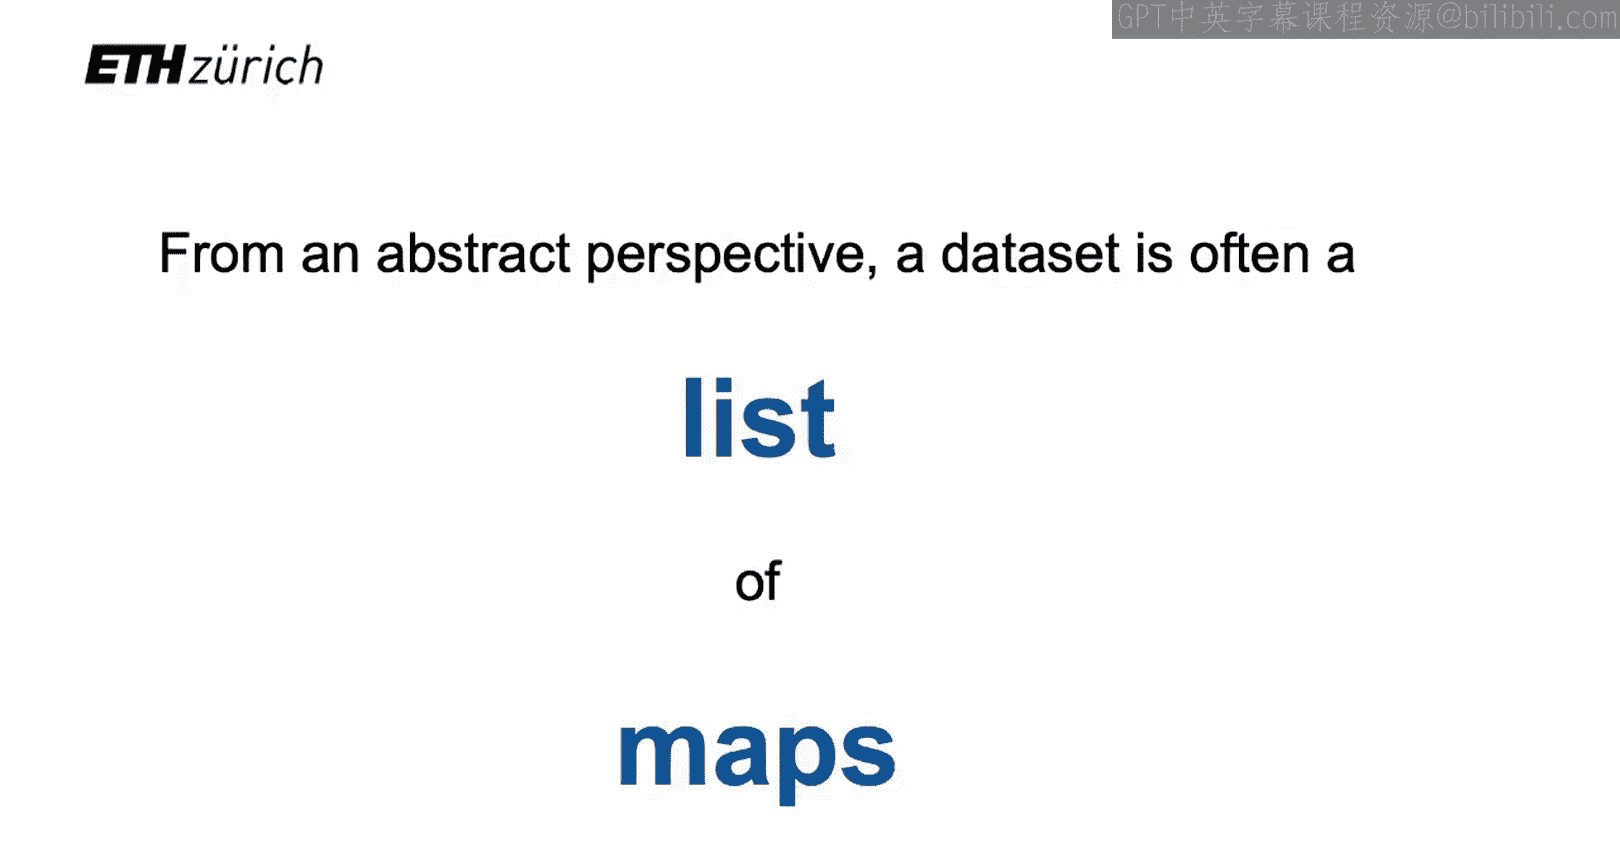 GPT中英字幕课程资源@bilibili.com
ETH zürich
From an abstract perspective, a dataset is often a
list
of
maps